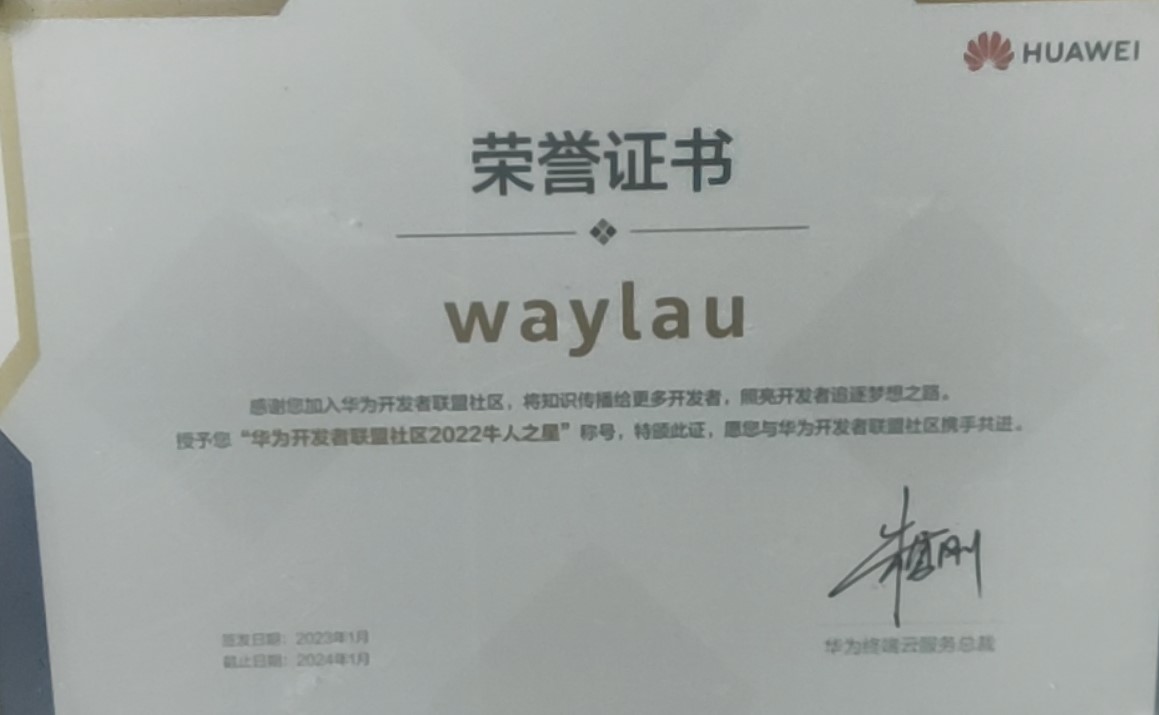 HUAWEI
荣誉证书
waylau
感谢您加入华为开发者联盟社区，将知识传播给更多开发者，照亮开发者追逐梦想之路。
授予您“华为开发者联盟社区2022牛人之星”称号，特颁此证，愿您与华为开发者联盟社区携手共进。
签发日期：2023年1月
截止日期：2024年1月
华为终端云服务总裁